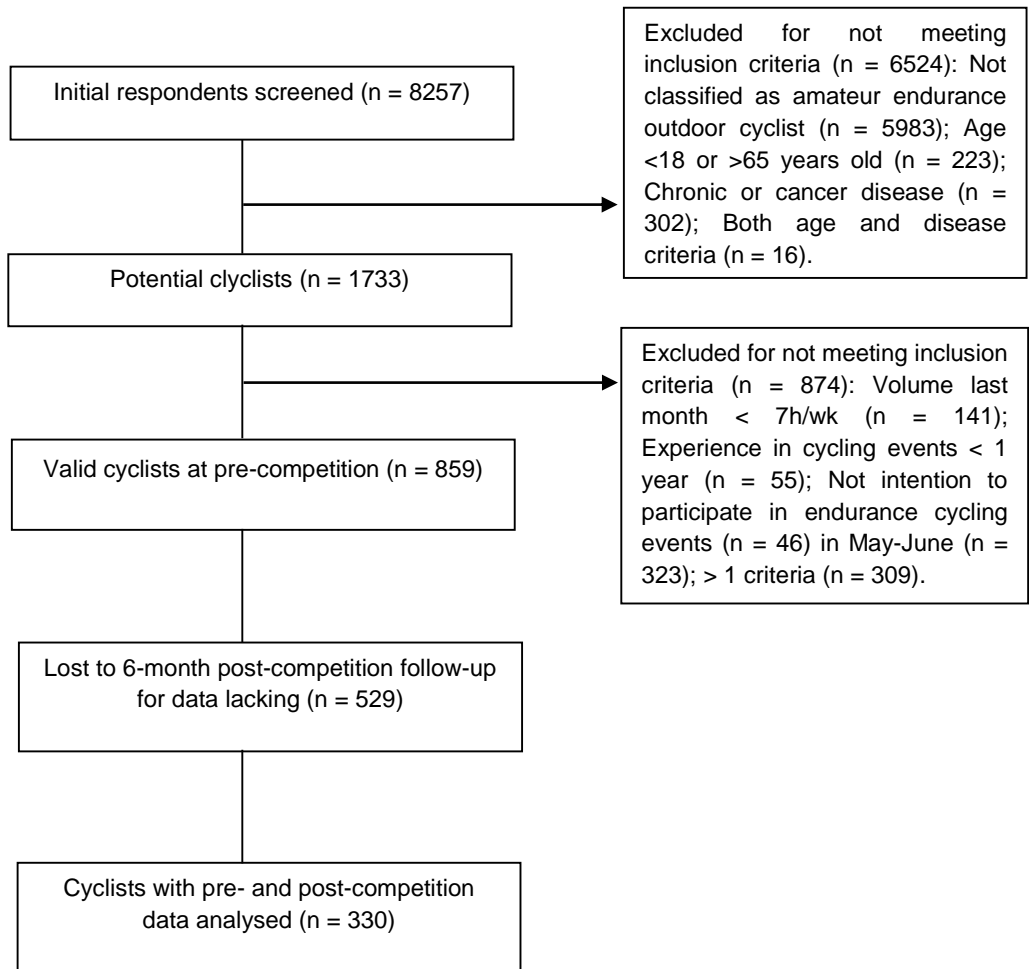 Initial respondents screened (n = 8257)
Excluded for not meeting
inclusion criteria (n = 6524): Not
classified as amateur endurance
outdoor cyclist (n = 5983); Age
<18 or >65 years old (n = 223);
Chronic or cancer disease (n =
302); Both age and disease
criteria (n = 16).
Potential clyclists (n = 1733)
Excluded for not meeting inclusion
criteria (n = 874): Volume last
month < 7h/wk (n = 141);
Experience in cycling events < 1
year (n = 55); Not intention to
participate in endurance cycling
events (n = 46) in May-June (n =
323); > 1 criteria (n = 309).
Valid cyclists at pre-competition (n = 859)
Lost to 6-month post-competition follow-up
for data lacking (n = 529)
Cyclists with pre- and post-competition
data analysed (n = 330)